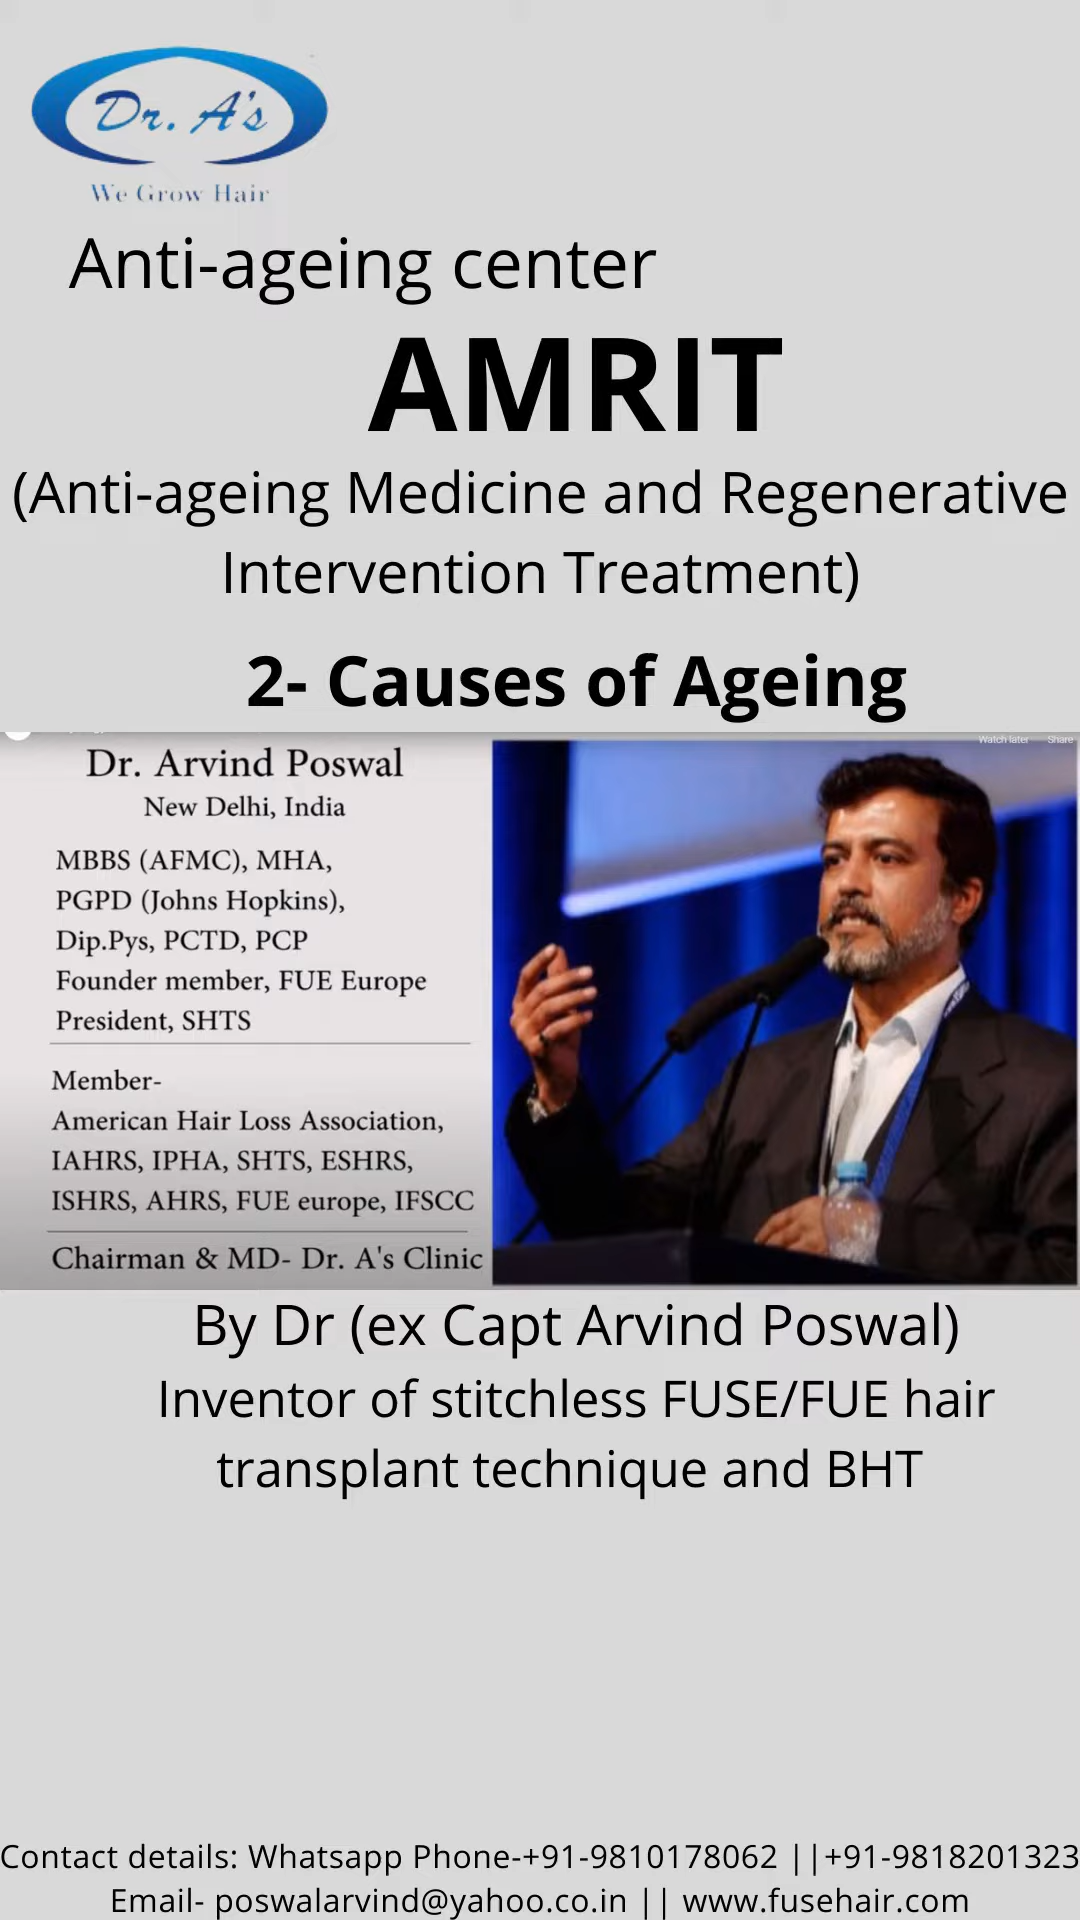 Dr. A's
We Grow Hair
Anti-ageing center
AMRIT
(Anti-ageing Medicine and Regenerative
Intervention Treatment)
2- Causes of Ageing
Watch later Share
Dr. Arvind Poswal
New Delhi, India
MBBS (AFMC), MHA,
PGPD (Johns Hopkins),
Dip.Pys, PCTD, PCP
Founder member, FUE Europe
President, SHTS
Member-
American Hair Loss Association,
IAHRS, IPHA, SHTS, ESHRS,
ISHRS, AHRS, FUE europe, IFSCC
Chairman & MD- Dr. A's Clinic
By Dr (ex Capt Arvind Poswal)
Inventor of stitchless FUSE/FUE hair
transplant technique and BHT
Contact details: Whatsapp Phone-+91-9810178062 ||+91-9818201323
Email- poswalarvind@yahoo.co.in || www.fusehair.com